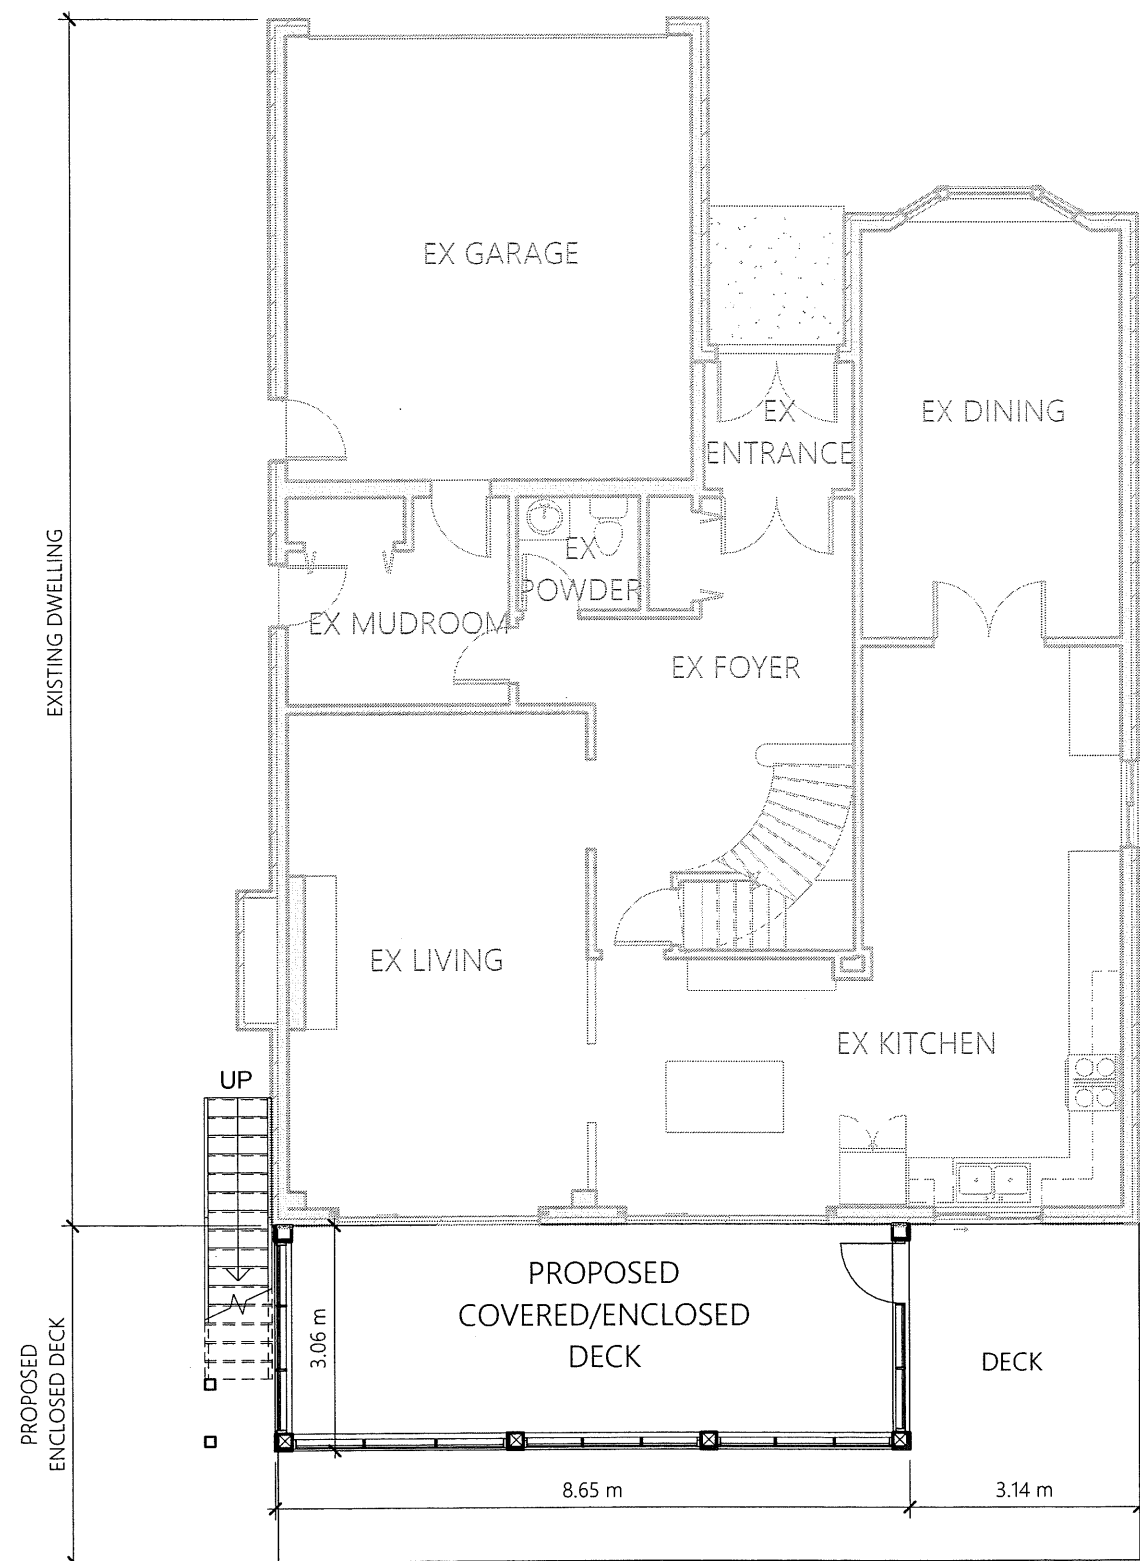 EX GARAGE
EX
ENTRANCE
EX DINING
EXISTING DWELLING
EX
POWDER
EX MUDROOM
EX FOYER
EX LIVING
EX KITCHEN
UP
PROPOSED
COVERED/ENCLOSED
DECK
3.06 m
DECK
PROPOSED
ENCLOSED DECK
8.65 m
3.14 m